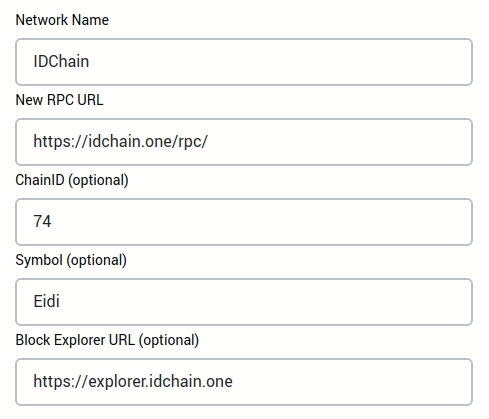 Network Name
IDChain
New RPC URL
https://idchain.one/rpc/
ChainID (optional)
74
Symbol (optional)
Eidi
Block Explorer URL (optional)
https://explorer.idchain.one